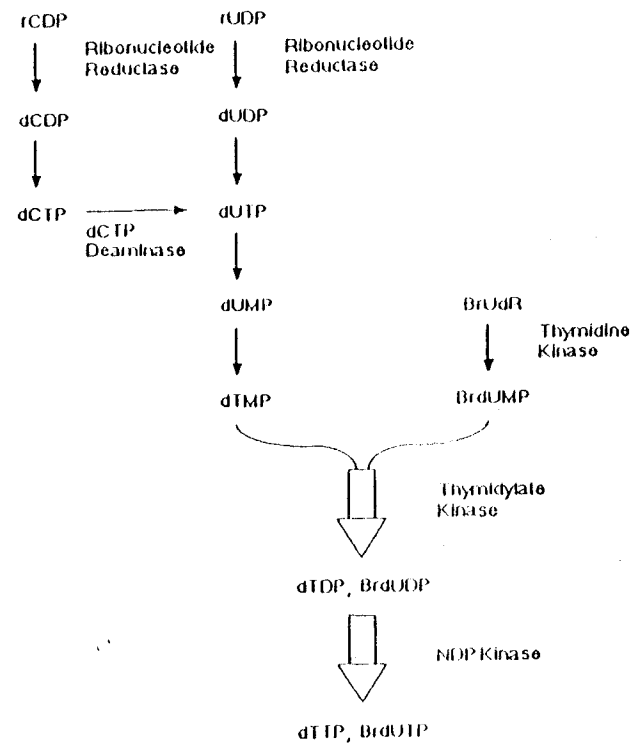 rCDP
rUDP
Ribonucleotide
Reductase
Ribonucleotide
Reductase
dCDP
dUDP
dCTP
dUTP
dCTP
Deaminase
dUMP
BrUdR
Thymidine
Kinase
dTMP
BrdUMP
Thymidylate
Kinase
dTDP, BrdUDP
NDP Kinase
dTTP, BrdUTP